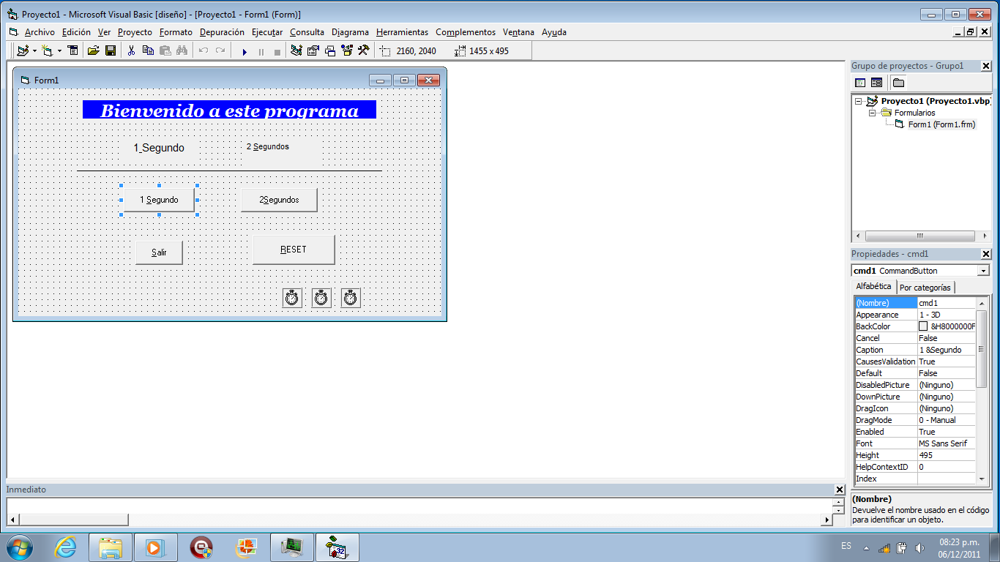 Proyecto1 - Microsoft Visual Basic [diseño] - [Proyecto1 - Form1 (Form)]
Archivo Edición Ver Proyecto Formato Depuración Ejecutar Consulta Diagrama Herramientas Complementos Ventana Ayuda
2160, 2040 1455 x 495
Form1
Bienvenido a este programa
1 Segundo 2 Segundos
1 Segundo 2Segundos
Salir RESET
Grupo de proyectos - Grupo1
Proyecto1 (Proyecto1.vbp)
Formularios
Form1 (Form1.frm)
Propiedades - cmd1
cmd1 CommandButton
Alfabética Por categorías
(Nombre) cmd1
Appearance 1 - 3D
BackColor &H8000000F
Cancel False
Caption 1 &Segundo
CausesValidation True
Default False
DisabledPicture (Ninguno)
DownPicture (Ninguno)
DragIcon (Ninguno)
DragMode 0 - Manual
Enabled True
Font MS Sans Serif
Height 495
HelpContextID 0
Index
(Nombre)
Devuelve el nombre usado en el código
para identificar un objeto.
Inmediato
32
ES
08:23 p.m.
06/12/2011